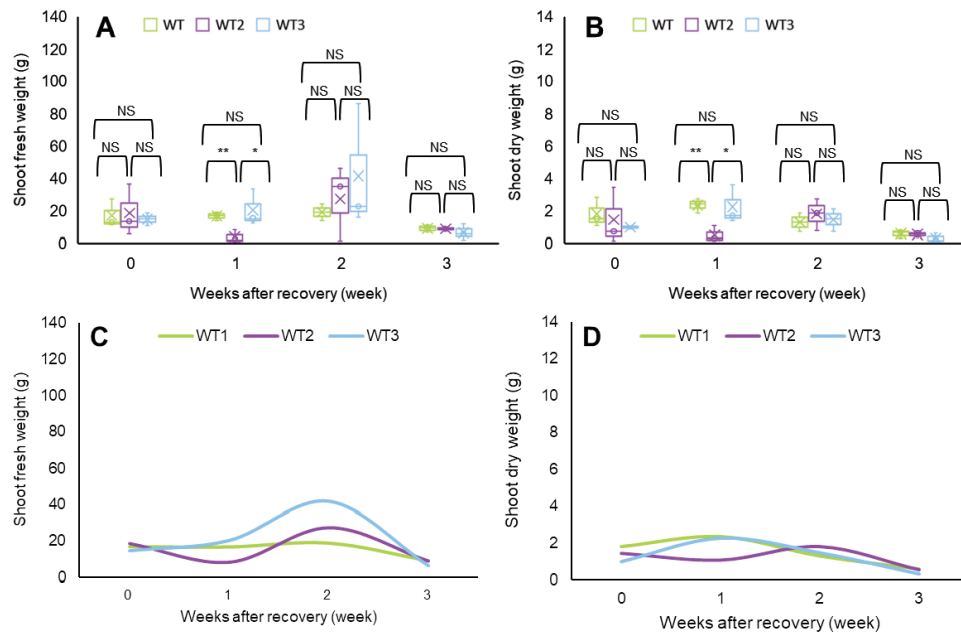 A
WT WT2 WT3
Shoot fresh weight (g)
140
120
100
80
60
40
20
0
NS
NS NS
NS
** *
NS
NS NS
NS
NS NS
0 1 2 3
Weeks after recovery (week)
B
WT WT2 WT3
Shoot dry weight (g)
14
12
10
8
6
4
2
0
NS
NS NS
NS
** *
NS
NS NS
NS
NS NS
0 1 2 3
Weeks after recovery (week)
C
WT1 WT2 WT3
Shoot fresh weight (g)
140
120
100
80
60
40
20
0
0 1 2 3
Weeks after recovery (week)
D
WT1 WT2 WT3
Shoot dry weight (g)
14
12
10
8
6
4
2
0
0 1 2 3
Weeks after recovery (week)